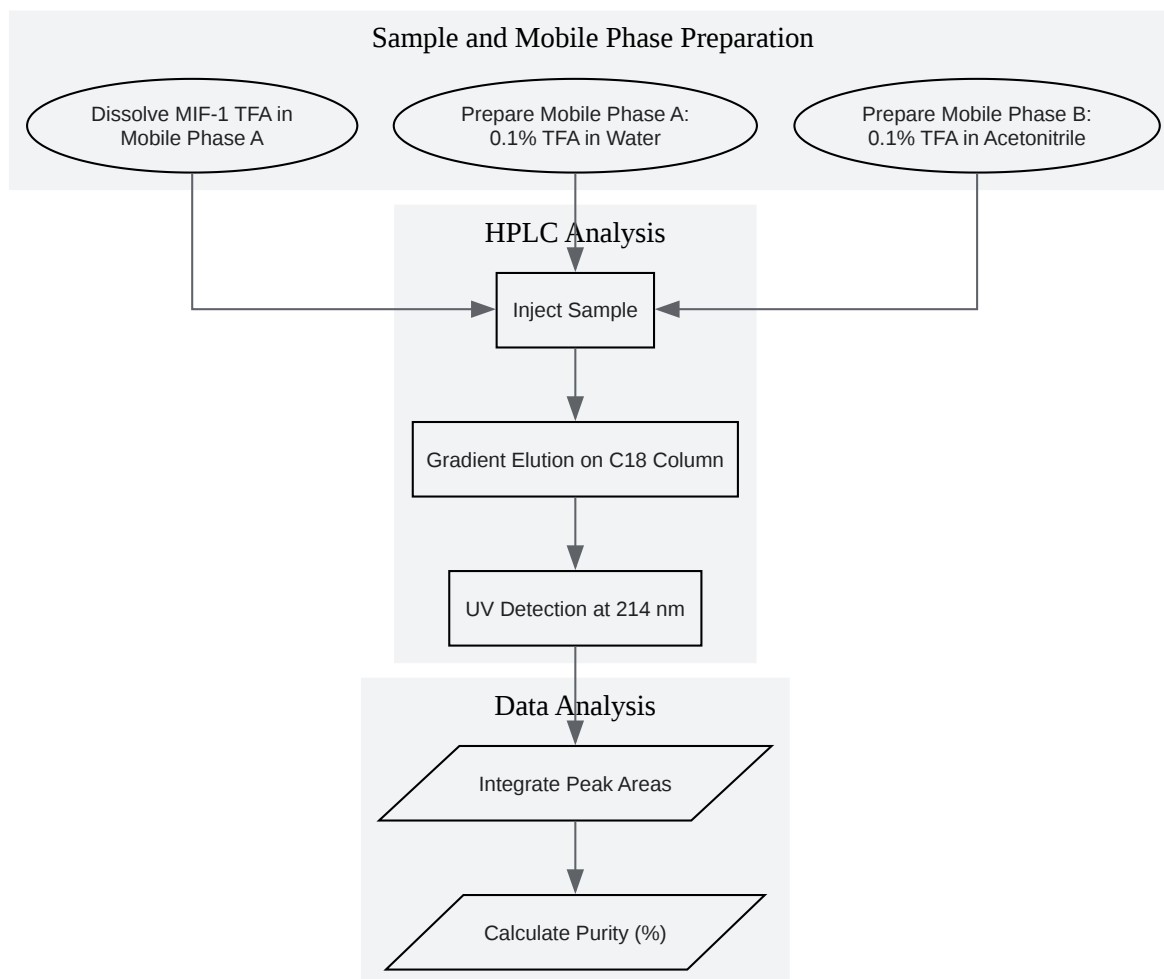 Sample and Mobile Phase Preparation
Dissolve MIF-1 TFA in
Mobile Phase A
Prepare Mobile Phase A:
0.1% TFA in Water
Prepare Mobile Phase B:
0.1% TFA in Acetonitrile
HPLC Analysis
Inject Sample
Gradient Elution on C18 Column
UV Detection at 214 nm
Data Analysis
Integrate Peak Areas
Calculate Purity (%)